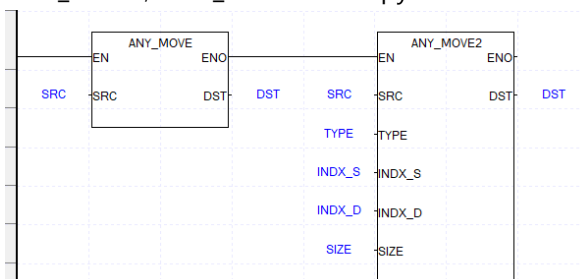 ANY_MOVE
EN ENO
SRC SRC DST DST
ANY_MOVE2
EN ENO
SRC SRC DST DST
TYPE TYPE
INDX_S INDX_S
INDX_D INDX_D
SIZE SIZE